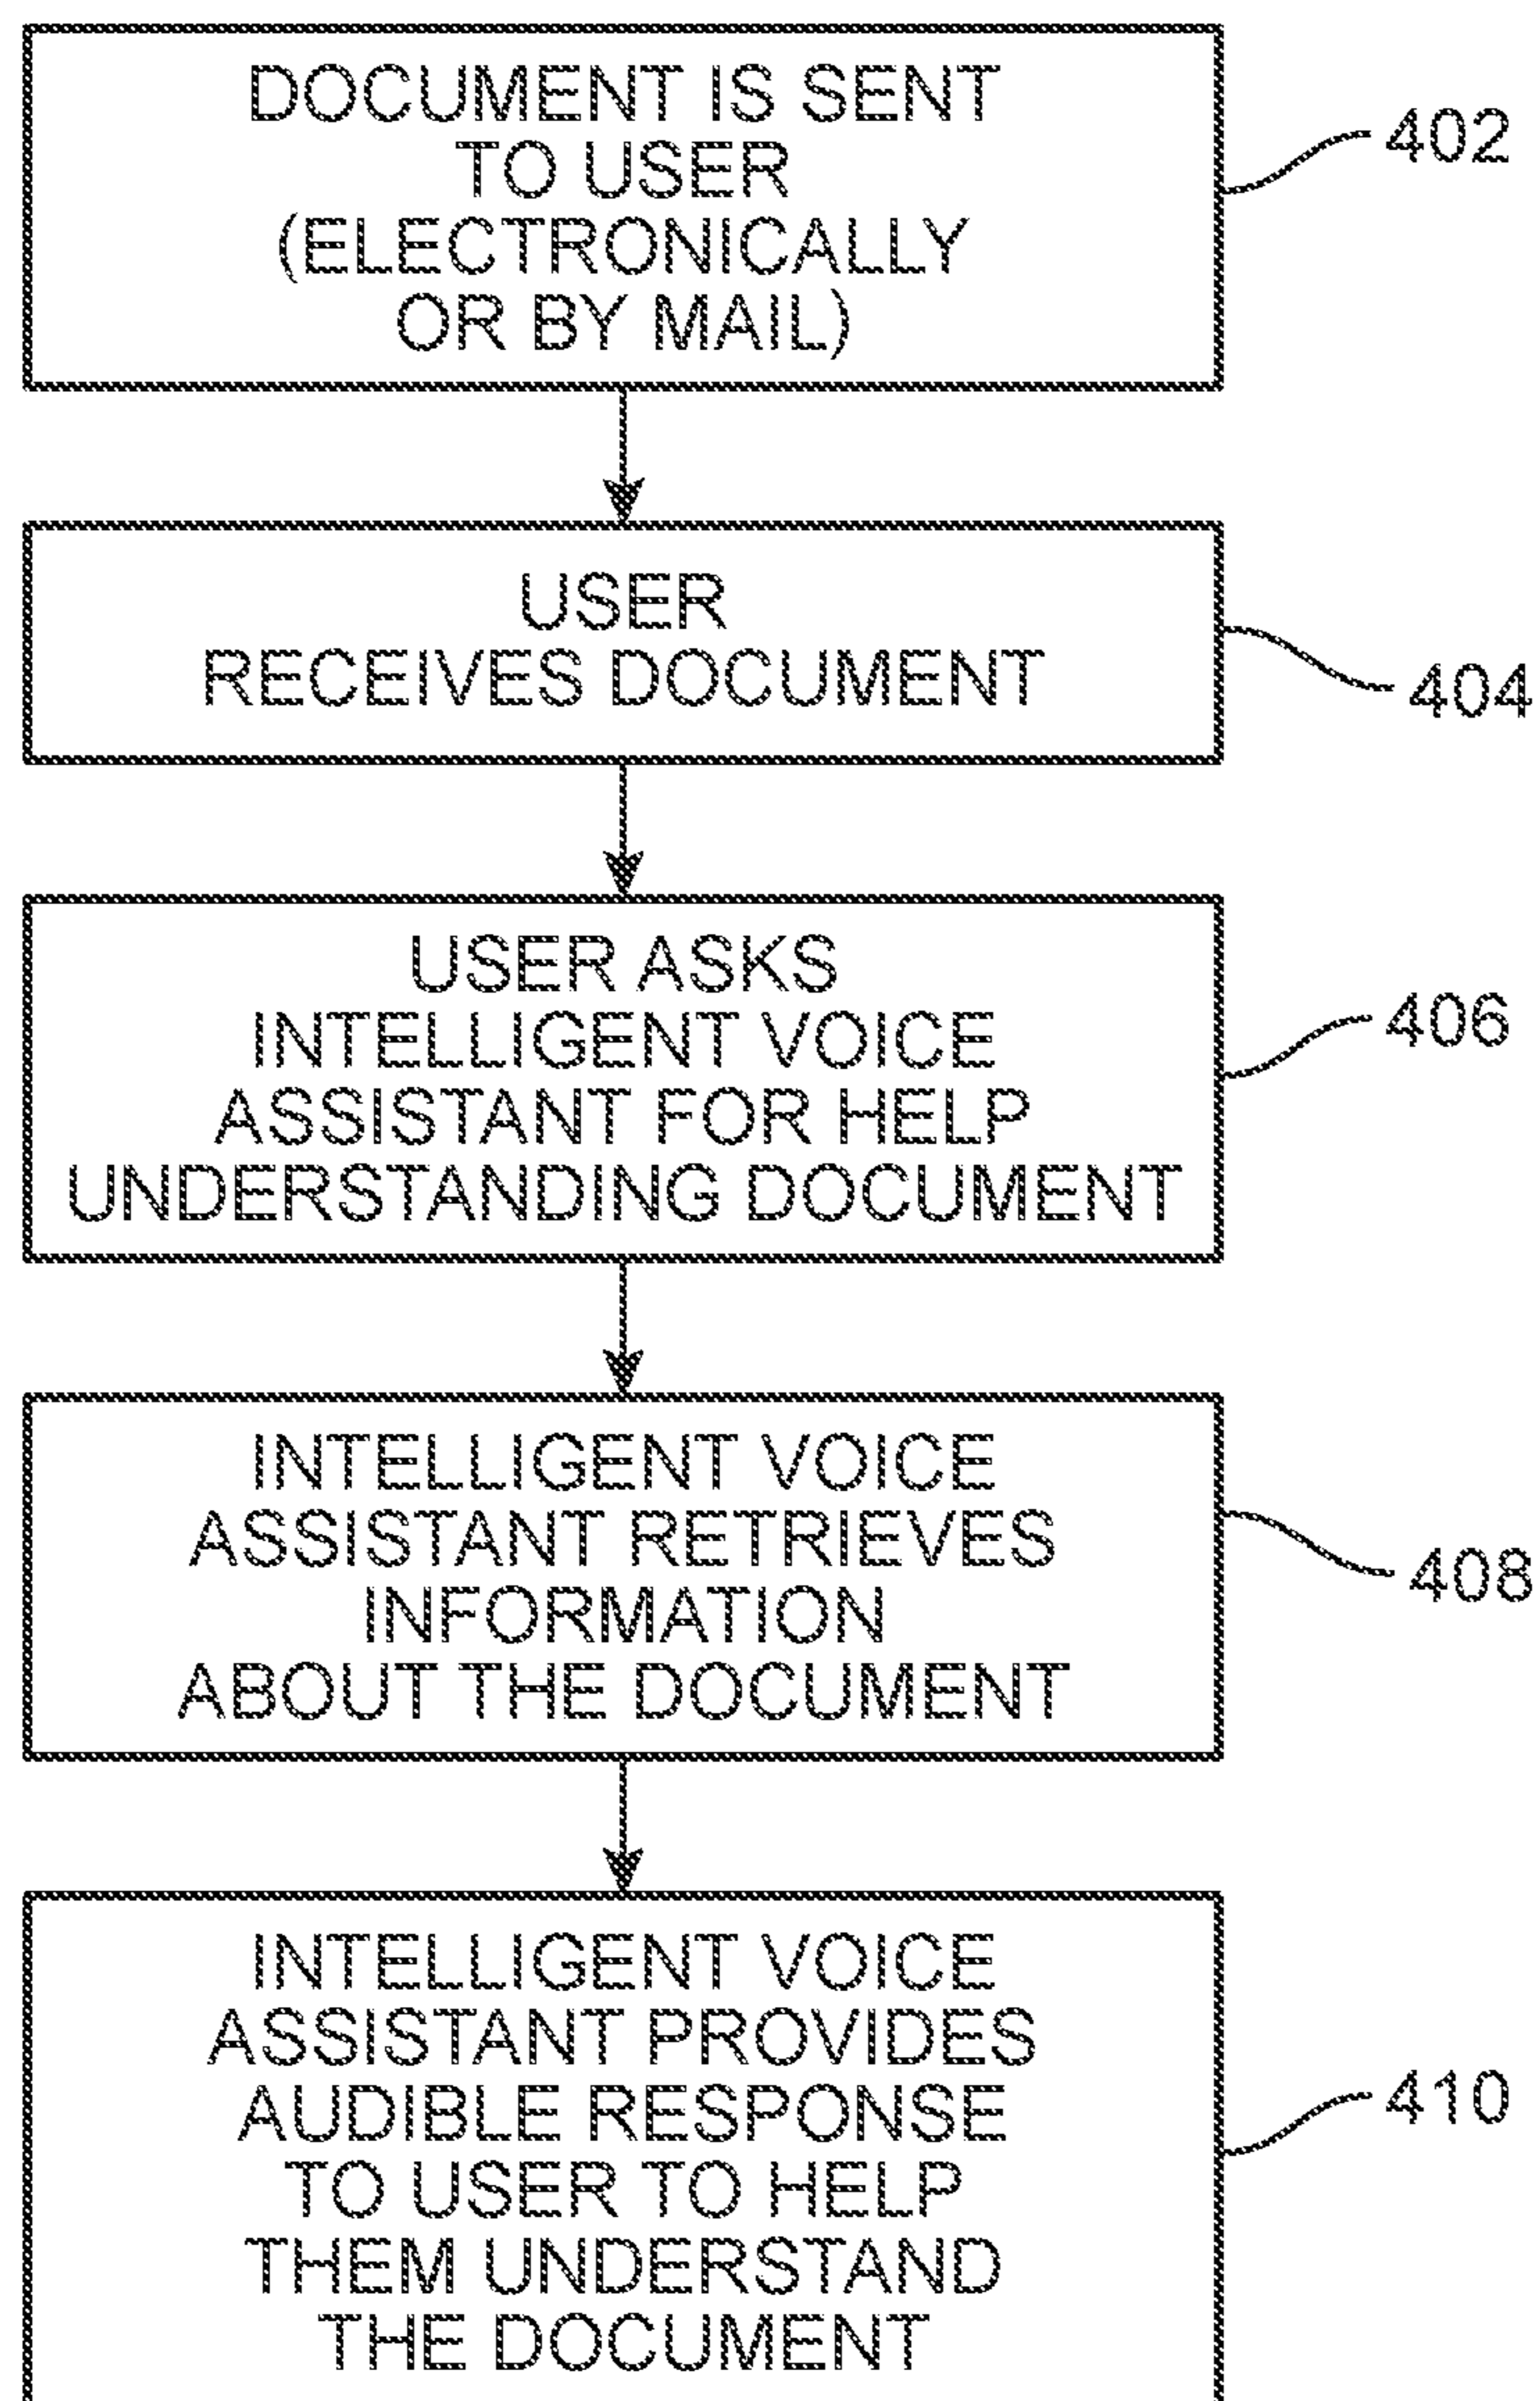 DOCUMENT IS SENT
TO USER
(ELECTRONICALLY
OR BY MAIL)
402
USER
RECEIVES DOCUMENT
404
USER ASKS
INTELLIGENT VOICE
ASSISTANT FOR HELP
UNDERSTANDING DOCUMENT
406
INTELLIGENT VOICE
ASSISTANT RETRIEVES
INFORMATION
ABOUT THE DOCUMENT
408
INTELLIGENT VOICE
ASSISTANT PROVIDES
AUDIBLE RESPONSE
TO USER TO HELP
THEM UNDERSTAND
THE DOCUMENT
410